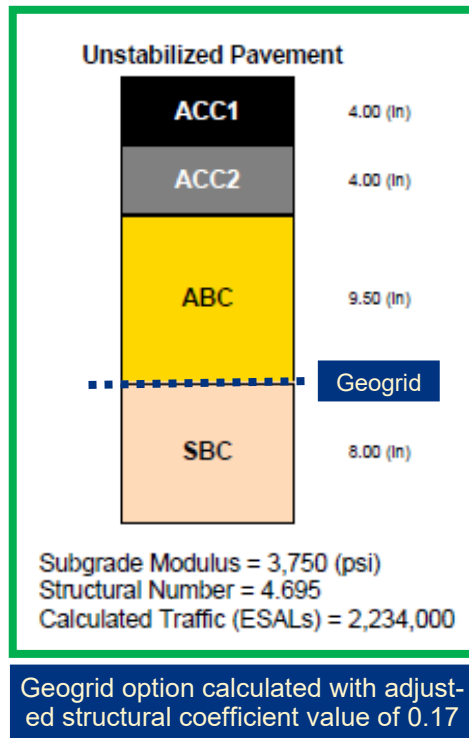 Unstabilized Pavement
ACC1
4.00 (in)
ACC2
4.00 (in)
ABC
9.50 (in)
Geogrid
SBC
8.00 (in)
Subgrade Modulus = 3,750 (psi)
Structural Number = 4.695
Calculated Traffic (ESALs) = 2,234,000
Geogrid option calculated with adjust-
ed structural coefficient value of 0.17